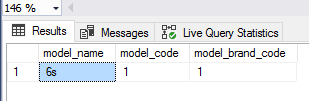 146 %
Results Messages Live Query Statistics
model_name model_code model_brand_code
1 6s 1 1